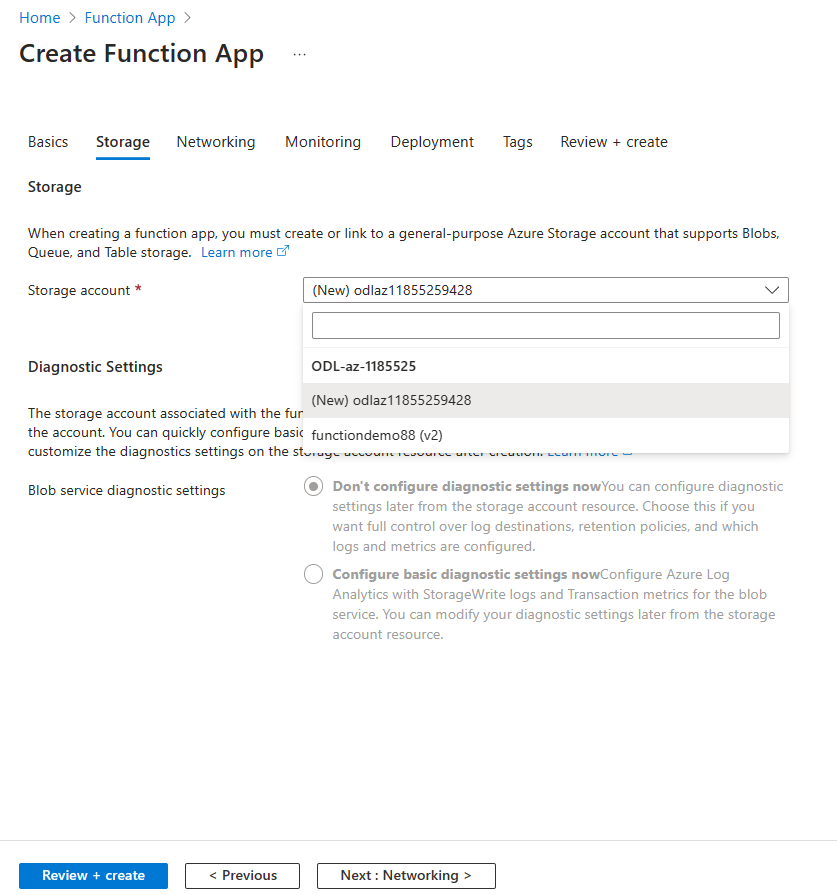 Home > Function App >
Create Function App ...
Basics Storage Networking Monitoring Deployment Tags Review + create
Storage
When creating a function app, you must create or link to a general-purpose Azure Storage account that supports Blobs,
Queue, and Table storage. Learn more
Storage account * (New) odlaz11855259428
ODL-az-1185525
(New) odlaz11855259428
functiondemo88 (v2)
Diagnostic Settings
The storage account associated with the
the account. You can quickly configure
customize the diagnostics settings on the storage account resource after creation. Learn more
Blob service diagnostic settings
Don't configure diagnostic settings nowYou can configure diagnostic
settings later from the storage account resource. Choose this if you
want full control over log destinations, retention policies, and which
logs and metrics are configured.
Configure basic diagnostic settings nowConfigure Azure Log
Analytics with StorageWrite logs and Transaction metrics for the blob
service. You can modify your diagnostic settings later from the storage
account resource.
Review + create < Previous Next : Networking >